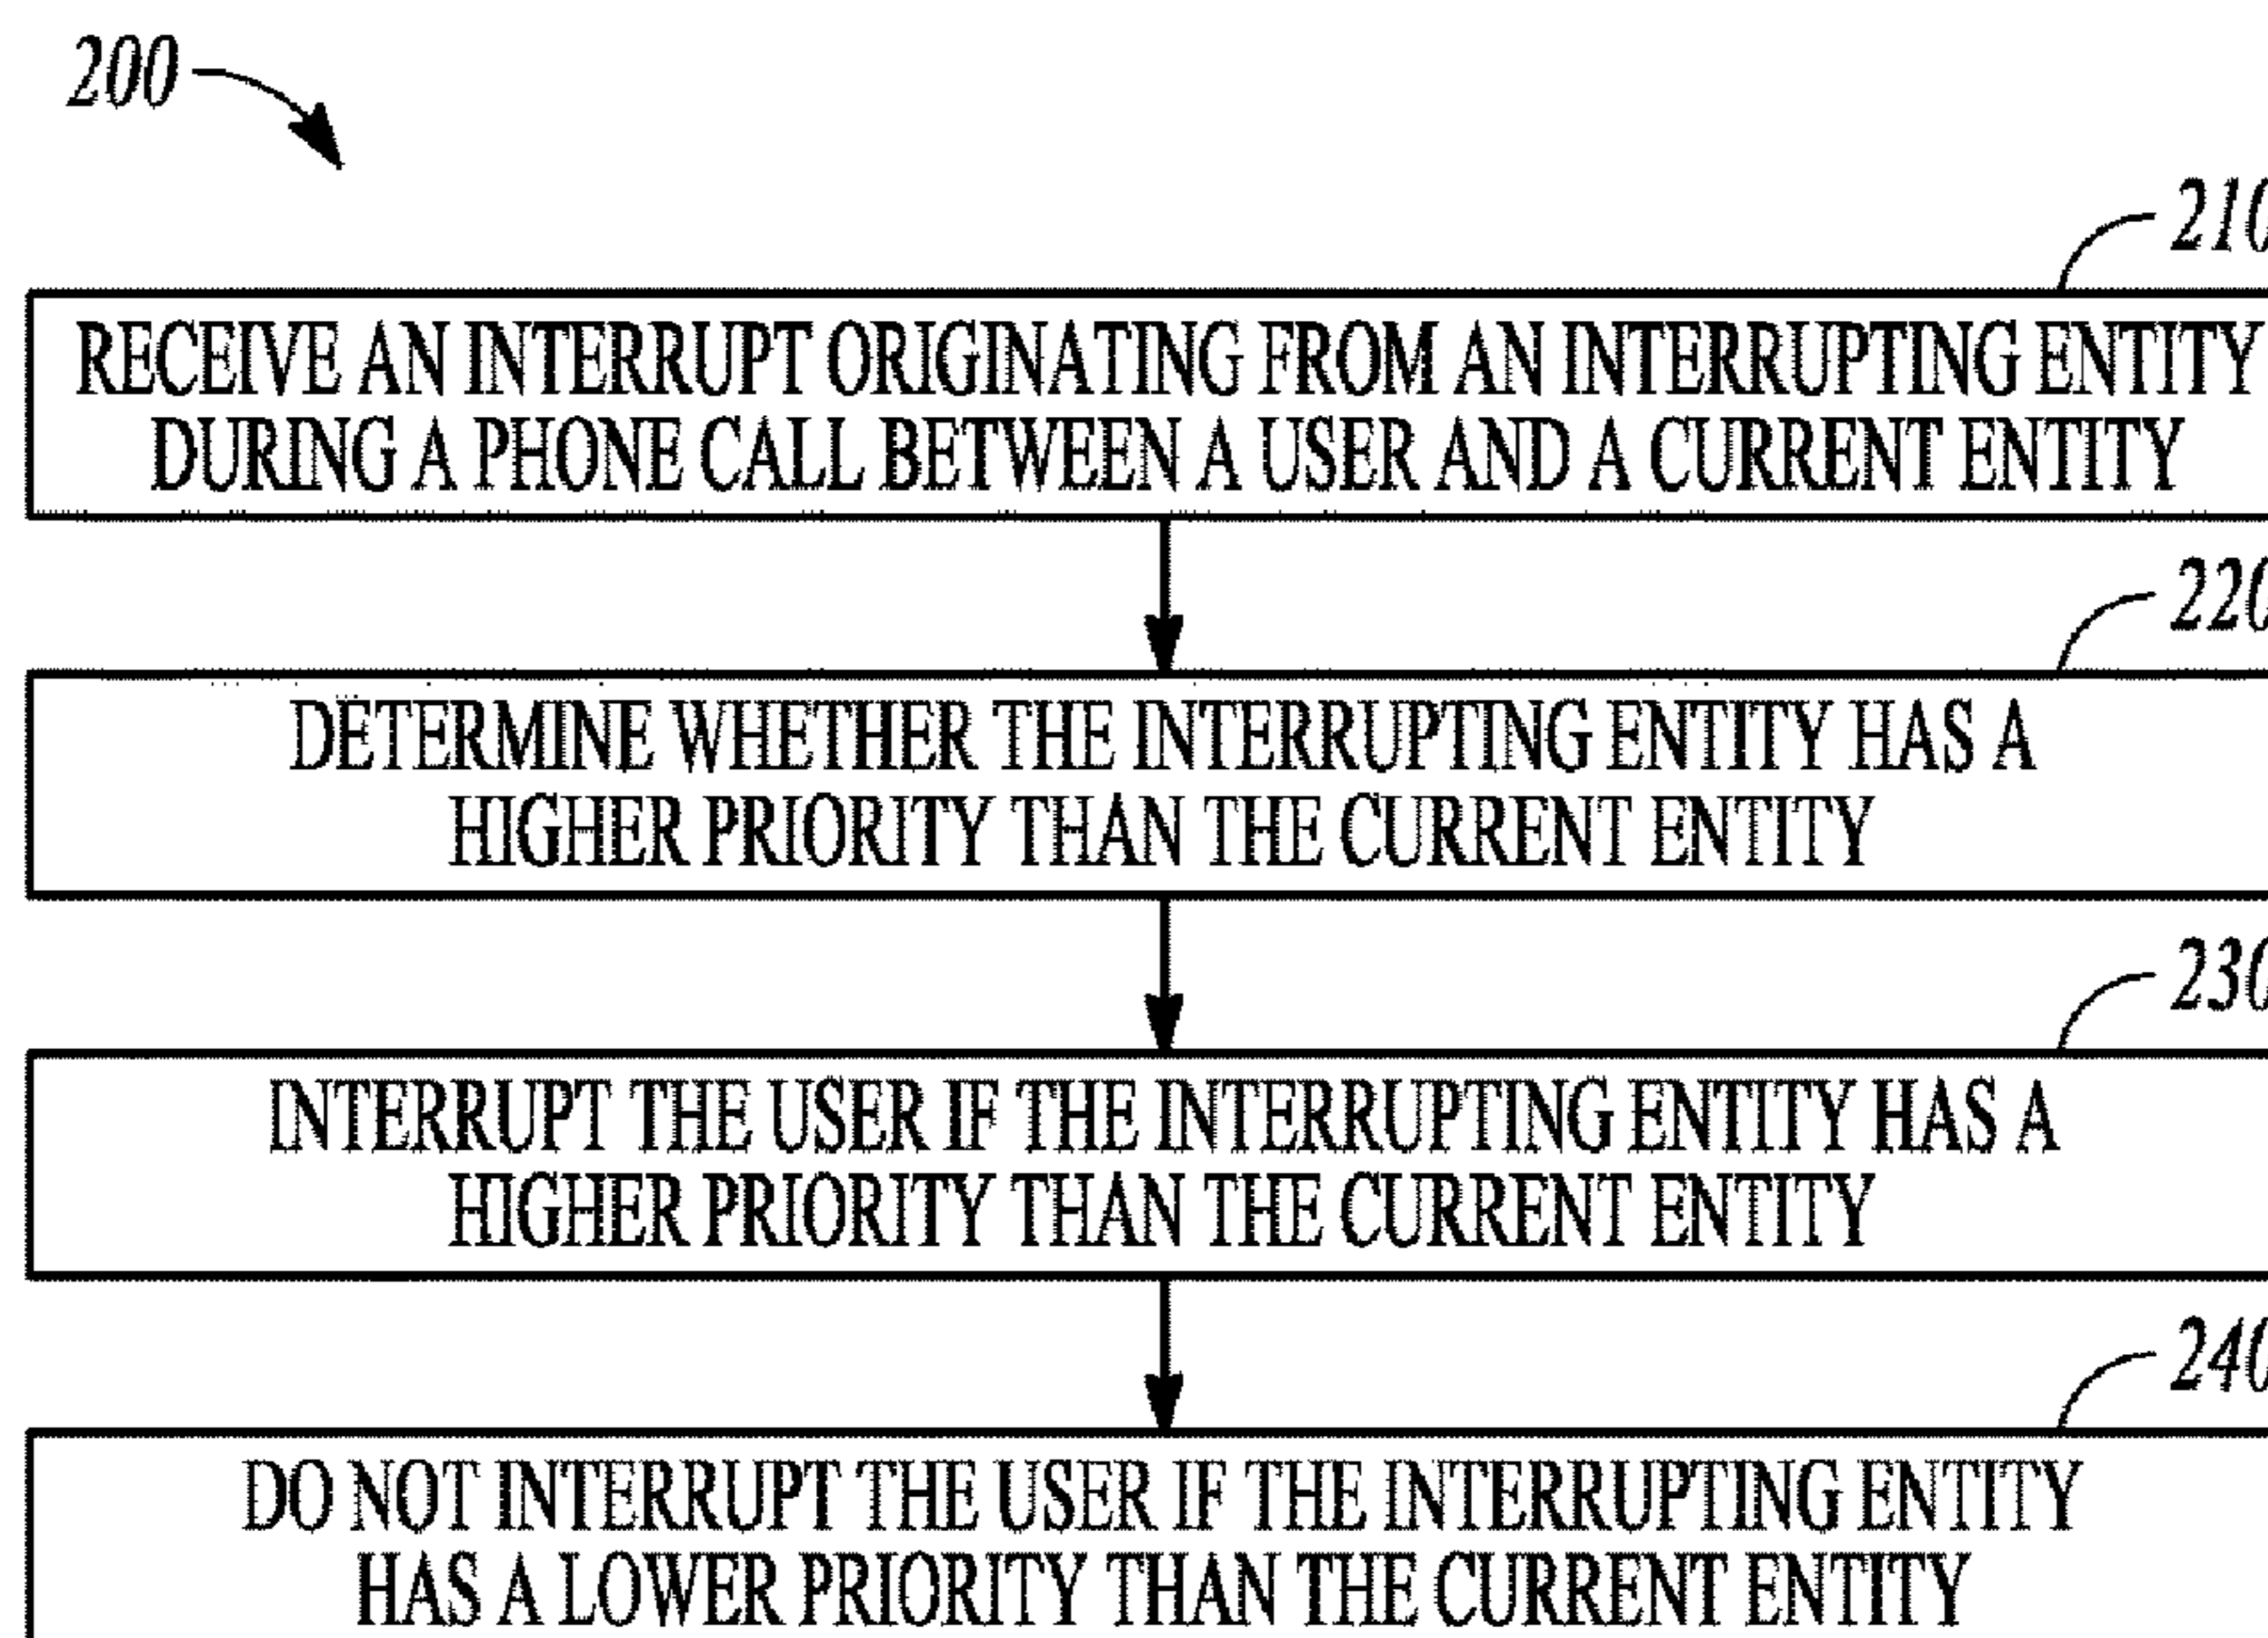 200
210
RECEIVE AN INTERRUPT ORIGINATING FROM AN INTERRUPTING ENTITY
DURING A PHONE CALL BETWEEN A USER AND A CURRENT ENTITY
220
DETERMINE WHETHER THE INTERRUPTING ENTITY HAS A
HIGHER PRIORITY THAN THE CURRENT ENTITY
230
INTERRUPT THE USER IF THE INTERRUPTING ENTITY HAS A
HIGHER PRIORITY THAN THE CURRENT ENTITY
240
DO NOT INTERRUPT THE USER IF THE INTERRUPTING ENTITY
HAS A LOWER PRIORITY THAN THE CURRENT ENTITY